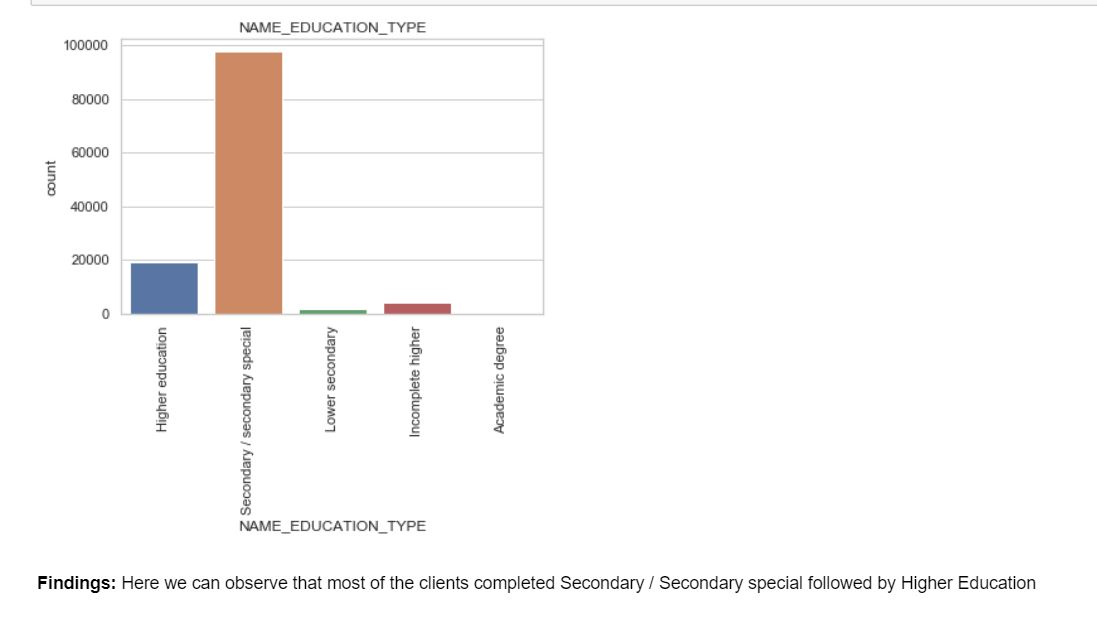 NAME_EDUCATION_TYPE
100000
80000
60000
40000
20000
0
count
Higher education
Secondary / secondary special
Lower secondary
Incomplete higher
Academic degree
NAME_EDUCATION_TYPE
Findings: Here we can observe that most of the clients completed Secondary / Secondary special followed by Higher Education